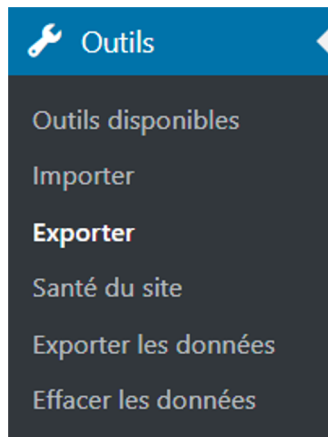 Outils
Outils disponibles
Importer
Exporter
Santé du site
Exporter les données
Effacer les données